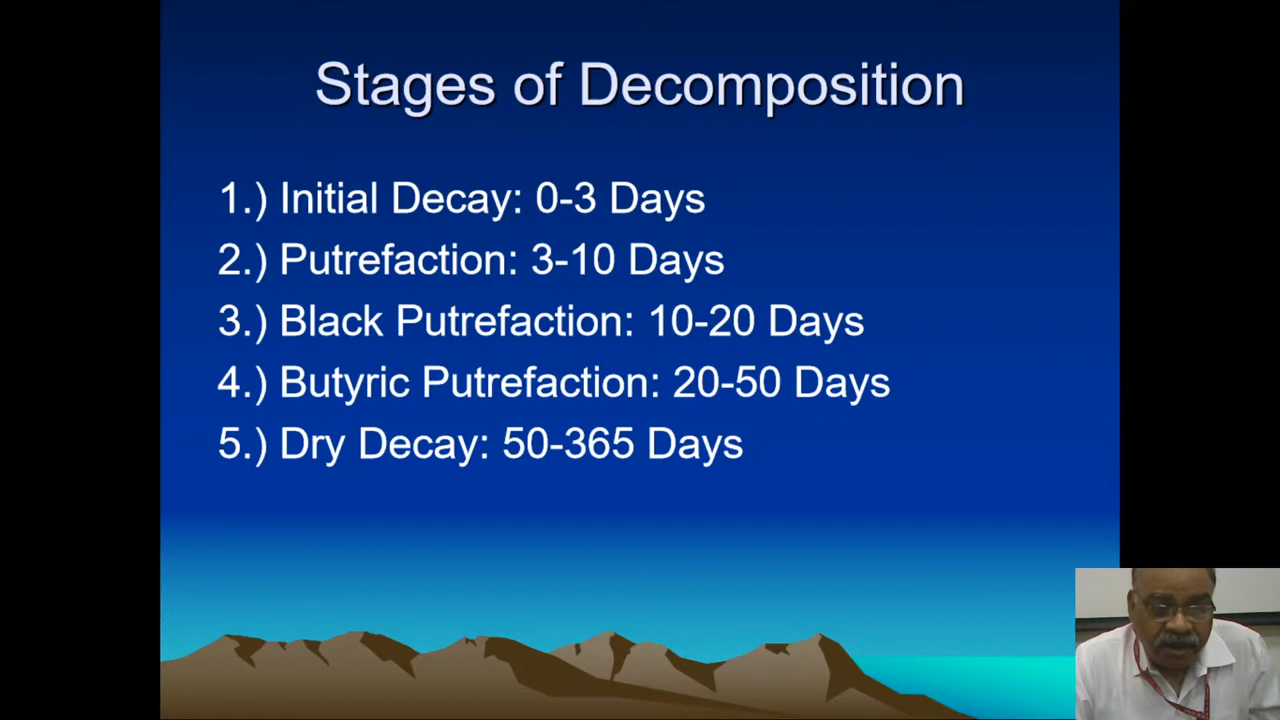 Stages of Decomposition
1.) Initial Decay: 0-3 Days
2.) Putrefaction: 3-10 Days
3.) Black Putrefaction: 10-20 Days
4.) Butyric Putrefaction: 20-50 Days
5.) Dry Decay: 50-365 Days